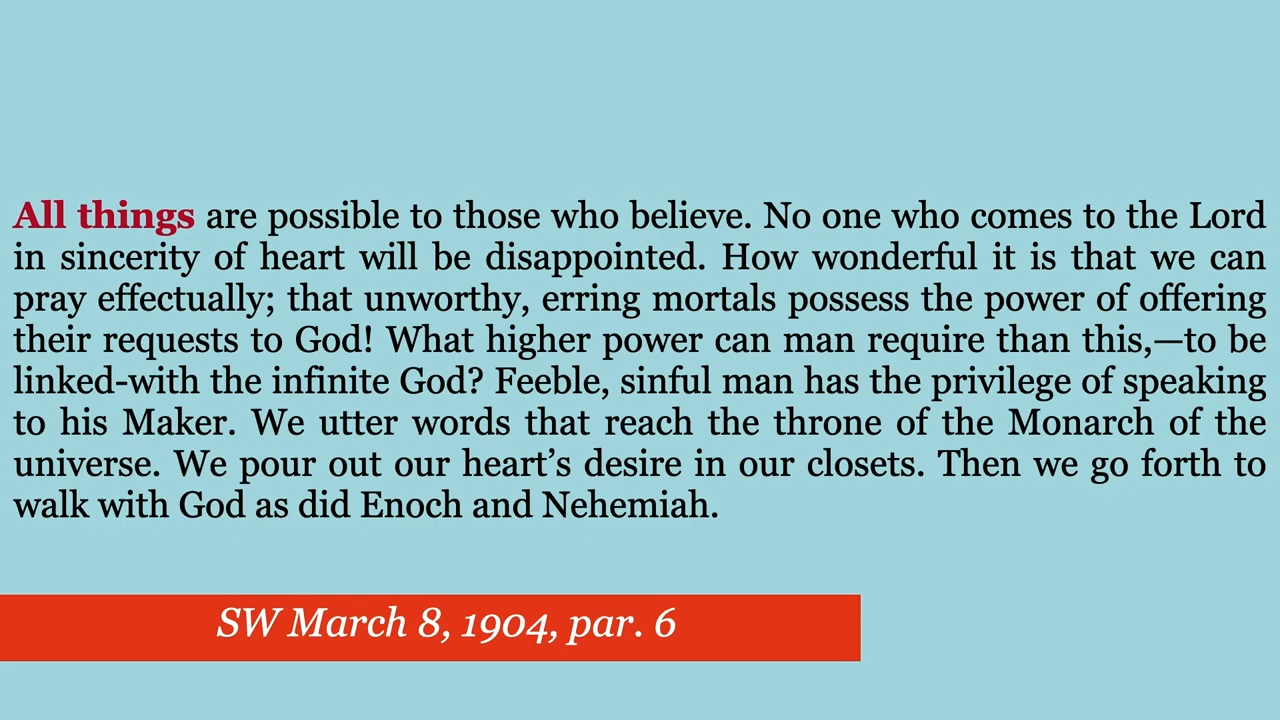 All things are possible to those who believe. No one who comes to the Lord
in sincerity of heart will be disappointed. How wonderful it is that we can
pray effectually; that unworthy, erring mortals possess the power of offering
their requests to God! What higher power can man require than this,—to be
linked-with the infinite God? Feeble, sinful man has the privilege of speaking
to his Maker. We utter words that reach the throne of the Monarch of the
universe. We pour out our heart’s desire in our closets. Then we go forth to
walk with God as did Enoch and Nehemiah.
SW March 8, 1904, par. 6